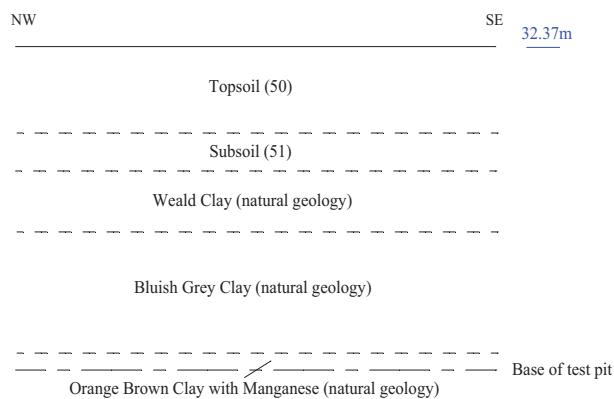 NW
SE
32.37m
Topsoil (50)
Subsoil (51)
Weald Clay (natural geology)
Bluish Grey Clay (natural geology)
Base of test pit
Orange Brown Clay with Manganese (natural geology)